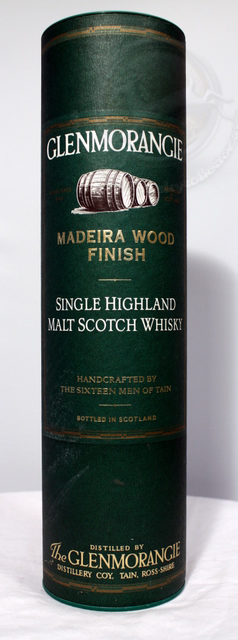 GLENMORANGIE
MADEIRA WOOD
FINISH
SINGLE HIGHLAND
MALT SCOTCH WHISKY
HANDCRAFTED BY
THE SIXTEEN MEN OF TAIN
BOTTLED IN SCOTLAND
DISTILLED BY
The GLENMORANGIE
DISTILLERY COY, TAIN, ROSS-SHIRE